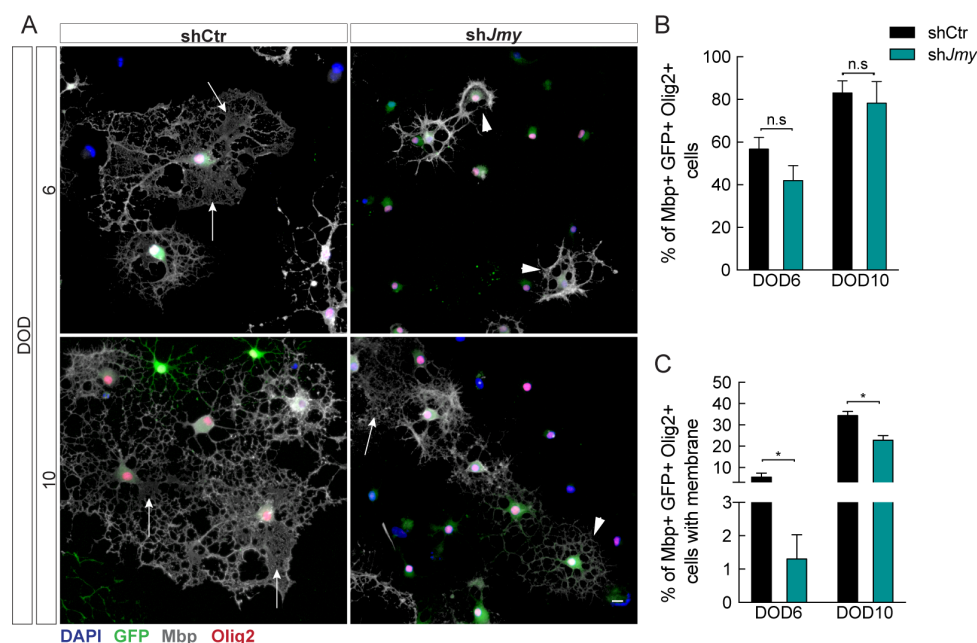 A
shCtr
shJmy
DOD
6
10
DAPI GFP Mbp Olig2
B
shCtr
shJmy
% of Mbp+ GFP+ Olig2+
cells
100
80
60
40
20
0
n.s
n.s
DOD6
DOD10
C
% of Mbp+ GFP+ Olig2+
cells with membrane
50
40
30
20
10
3
2
1
0
*
*
DOD6
DOD10